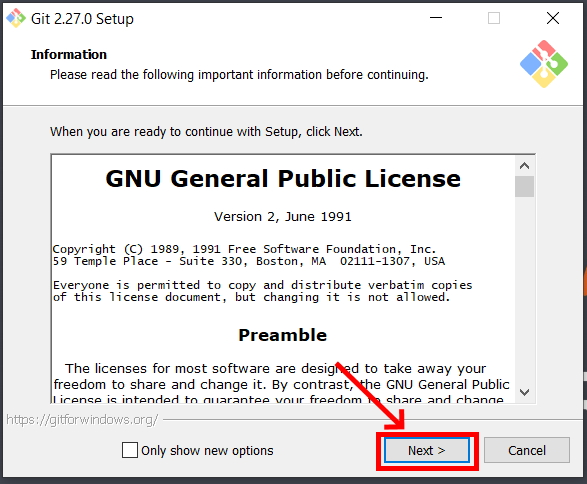 Git 2.27.0 Setup
Information
Please read the following important information before continuing.
When you are ready to continue with Setup, click Next.
GNU General Public License
Version 2, June 1991
Copyright (C) 1989, 1991 Free Software Foundation, Inc.
59 Temple Place - Suite 330, Boston, MA  02111-1307, USA
Everyone is permitted to copy and distribute verbatim copies
of this license document, but changing it is not allowed.
Preamble
The licenses for most software are designed to take away your
freedom to share and change it. By contrast, the GNU General Public
License is intended to guarantee your freedom to share and change
https://gitforwindows.org/
Only show new options
Next >
Cancel